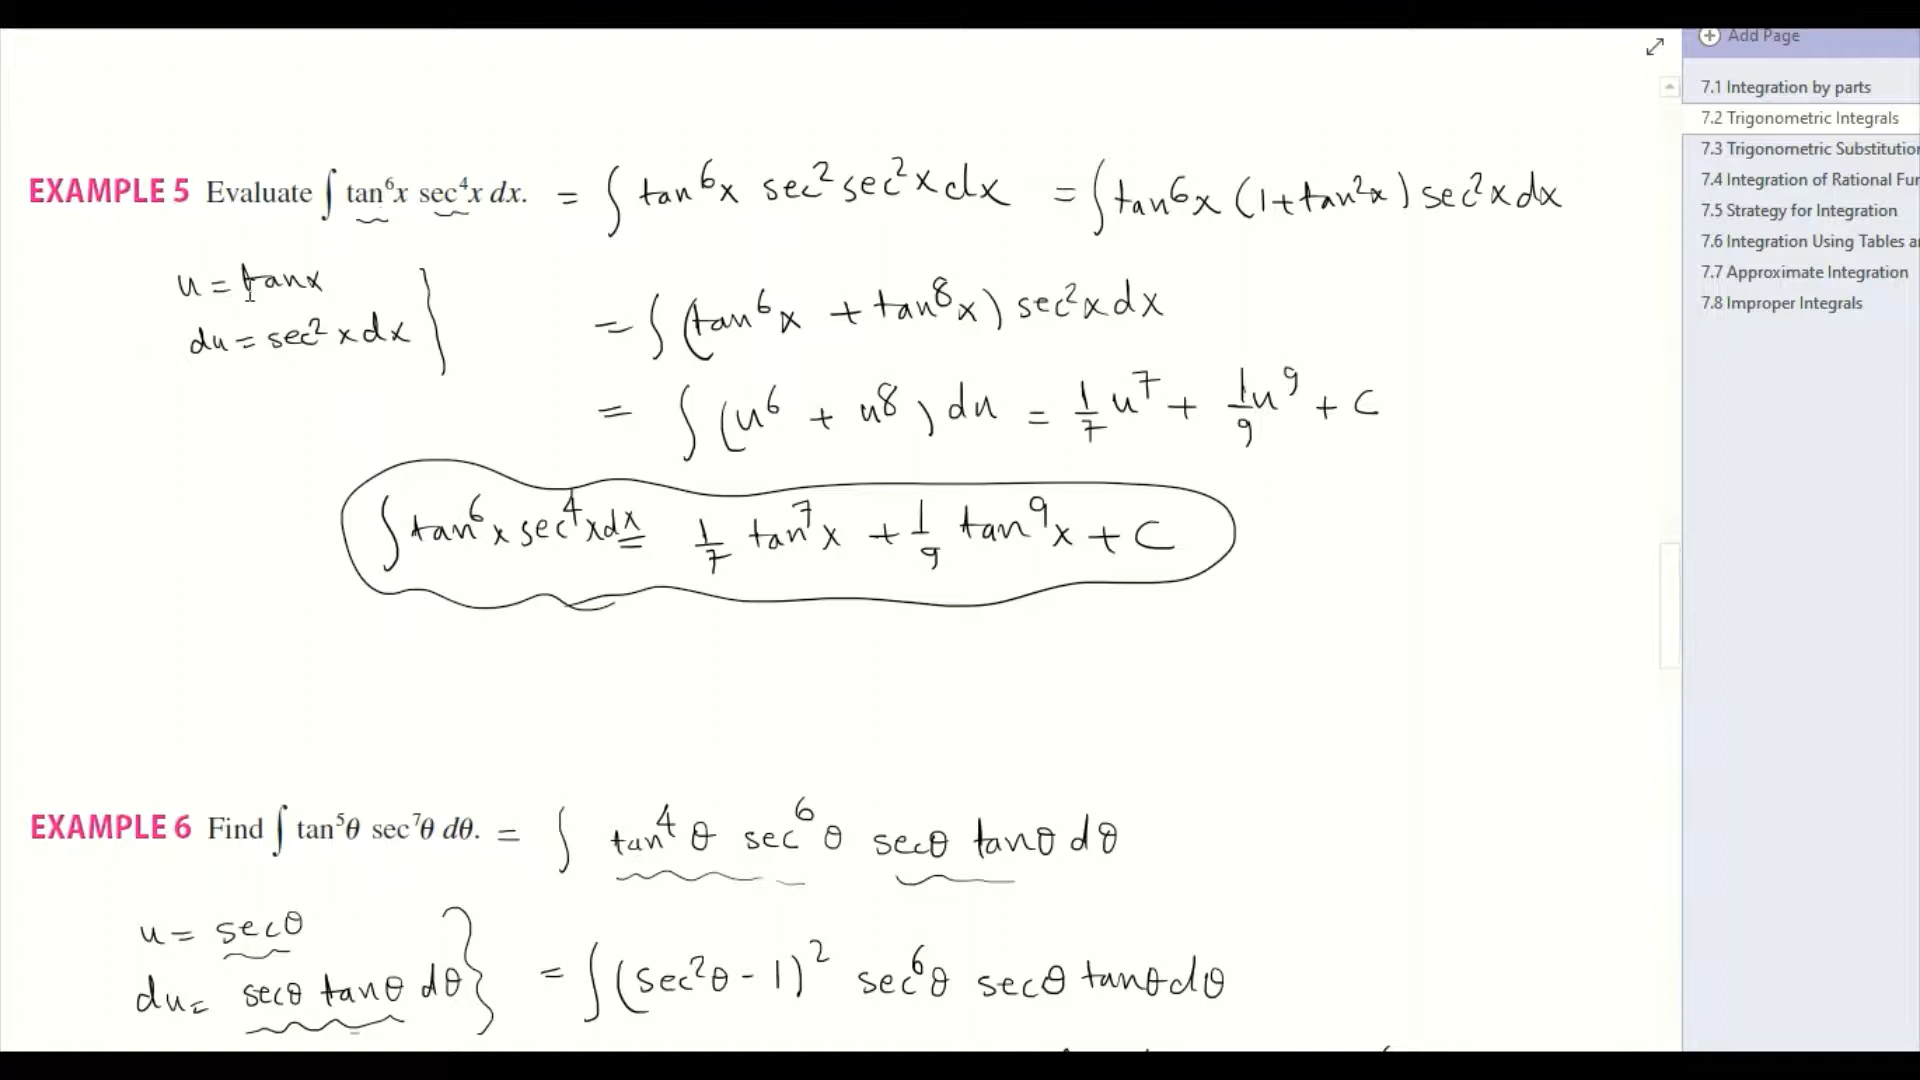 Add Page
7.1 Integration by parts
7.2 Trigonometric Integrals
7.3 Trigonometric Substitution
7.4 Integration of Rational Fur
7.5 Strategy for Integration
7.6 Integration Using Tables a
7.7 Approximate Integration
7.8 Improper Integrals
EXAMPLE 5 Evaluate ∫ tan⁶x sec⁴x dx. = ∫ tan⁶x sec² sec²x dx = ∫ tan⁶x (1+tan²x) sec²x dx
u = tanx
du = sec²x dx
= ∫ (tan⁶x + tan⁸x) sec²x dx
= ∫ (u⁶ + u⁸) du = 1/7 u⁷ + 1/9 u⁹ + C
∫ tan⁶x sec⁴x dx = 1/7 tan⁷x + 1/9 tan⁹x + C
EXAMPLE 6 Find ∫ tan⁵θ sec⁷θ dθ. = ∫ tan⁴θ sec⁶θ secθ tanθ dθ
u = secθ
du = secθ tanθ dθ
= ∫ (sec²θ - 1)² sec⁶θ secθ tanθ dθ